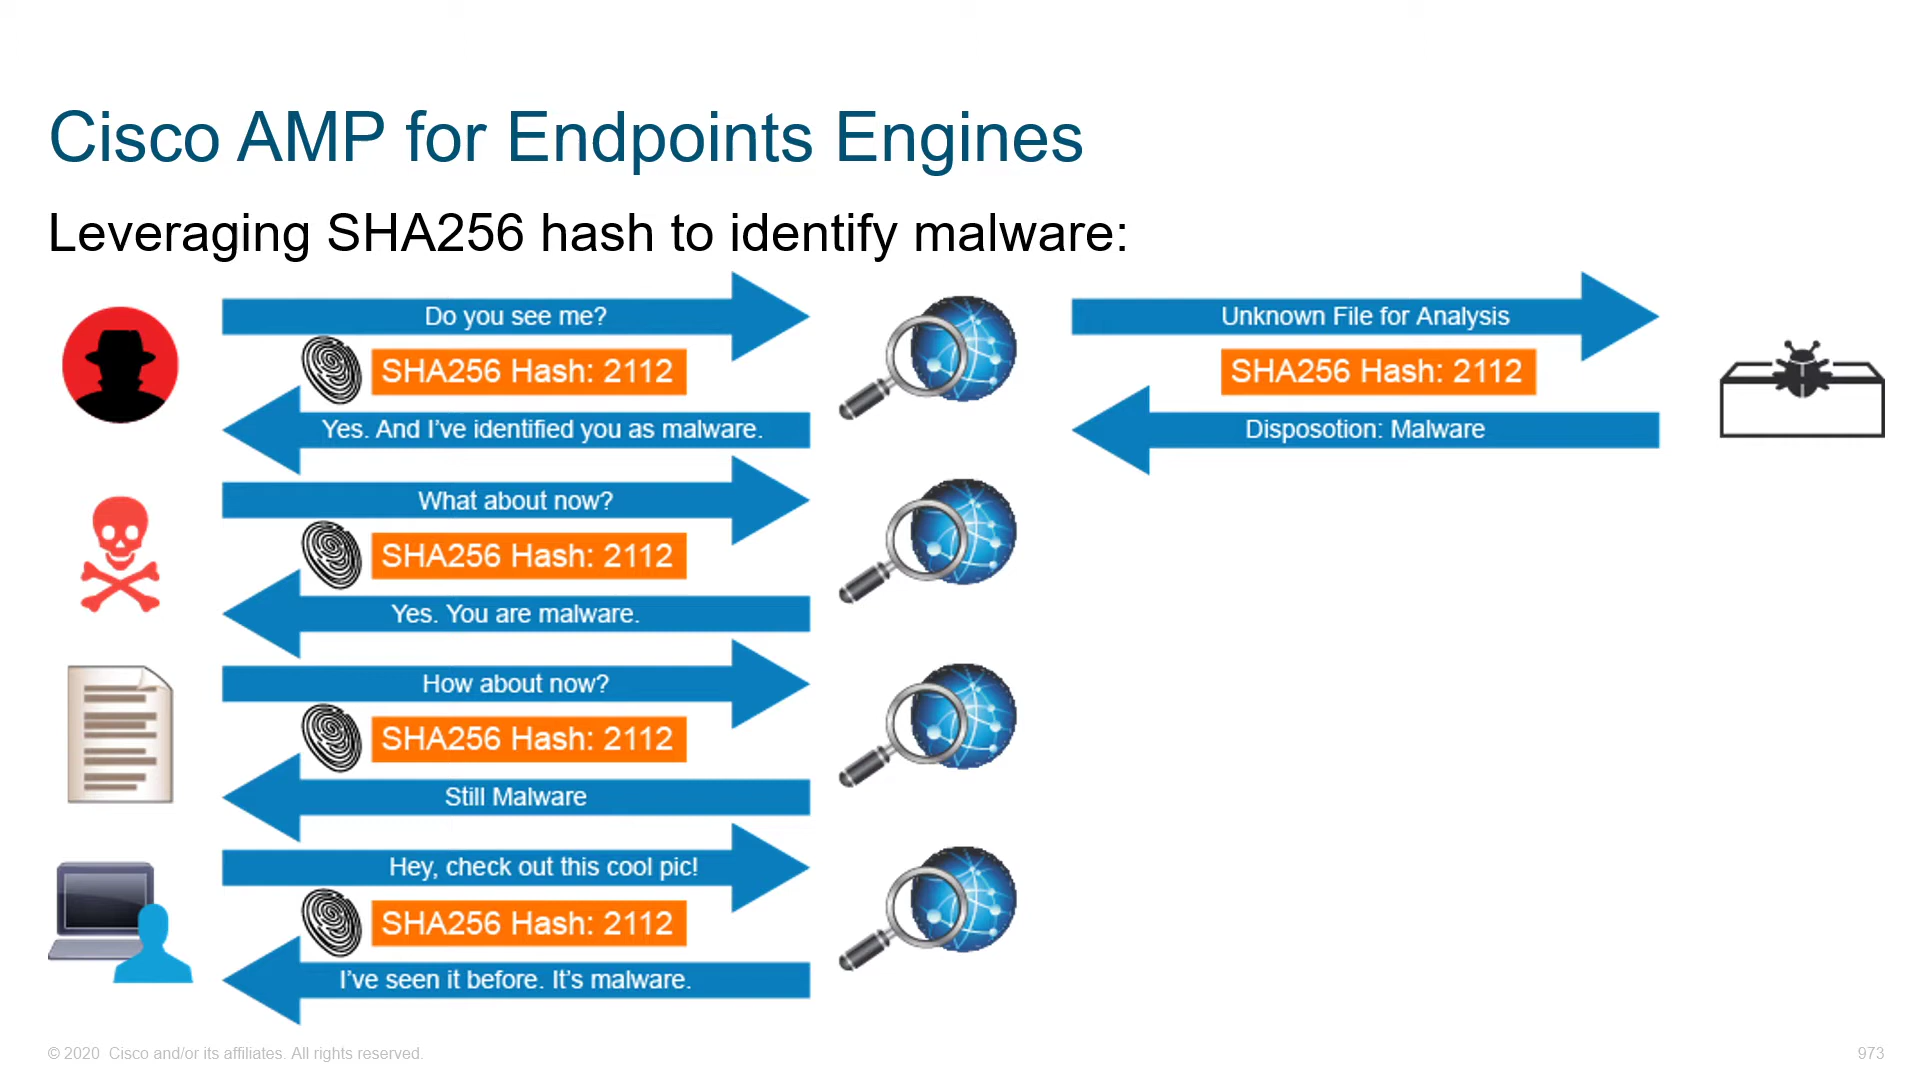 Cisco AMP for Endpoints Engines
Leveraging SHA256 hash to identify malware:
Do you see me?
SHA256 Hash: 2112
Yes. And I've identified you as malware.
Unknown File for Analysis
SHA256 Hash: 2112
Disposotion: Malware
What about now?
SHA256 Hash: 2112
Yes. You are malware.
How about now?
SHA256 Hash: 2112
Still Malware
Hey, check out this cool pic!
SHA256 Hash: 2112
I've seen it before. It's malware.
© 2020 Cisco and/or its affiliates. All rights reserved.
973